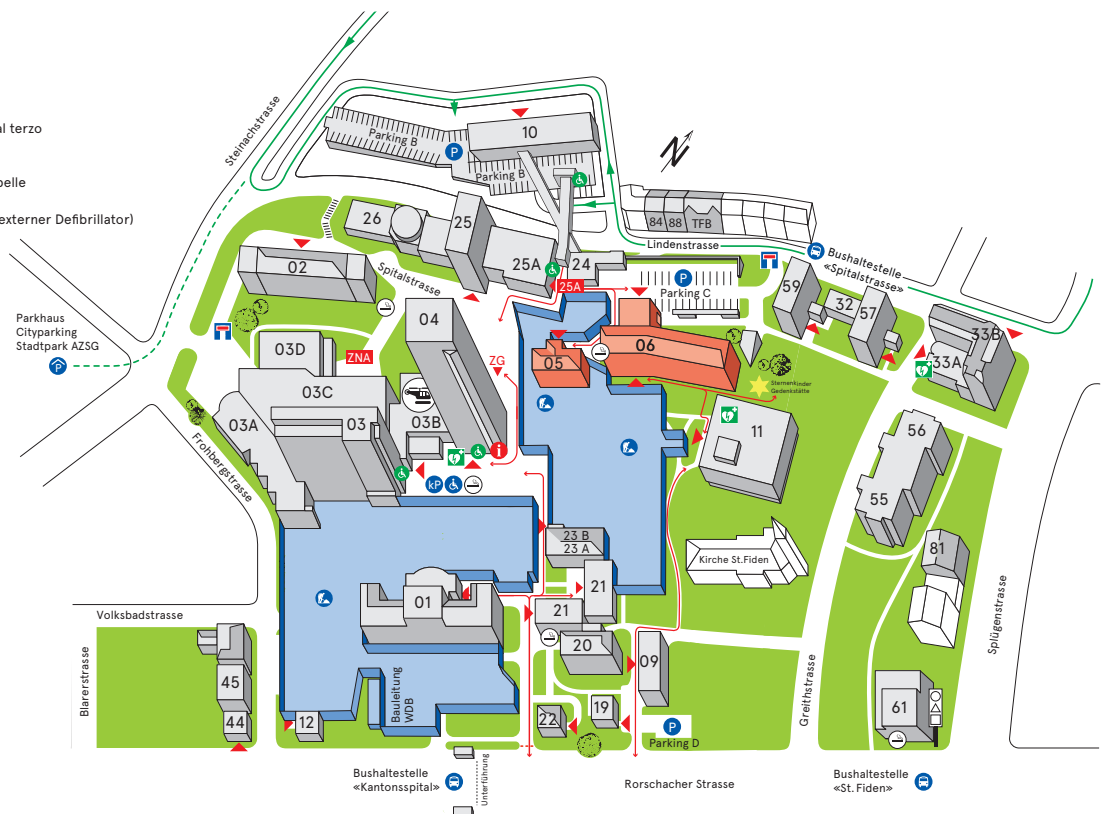 al terzo
pelle
externer Defibrillator)
Steinachstrasse
Parking B
P
10
Parking B
N
84
88
TFB
Lindenstrasse
Bushaltestelle
«Spitalstrasse»
26
25
25A
24
25A
P
Parking C
02
Spitalstrasse
04
59
32
57
33B
33A
Parkhaus
Cityparking
Stadtpark AZSG
P
03D
ZNA
ZG
05
06
Sternenkinder
Gedenkstätte
03C
03A
03
03B
i
kP
11
56
55
Frohbergstrasse
23 B
23 A
Kirche St.Fiden
81
21
21
01
20
09
Volksbadstrasse
Blarerstrasse
45
44
12
Bauleitung
WDB
22
19
P
Parking D
Greithstrasse
Splügenstrasse
61
Bushaltestelle
«Kantonsspital»
Unterführung
Rorschacher Strasse
Bushaltestelle
«St. Fiden»